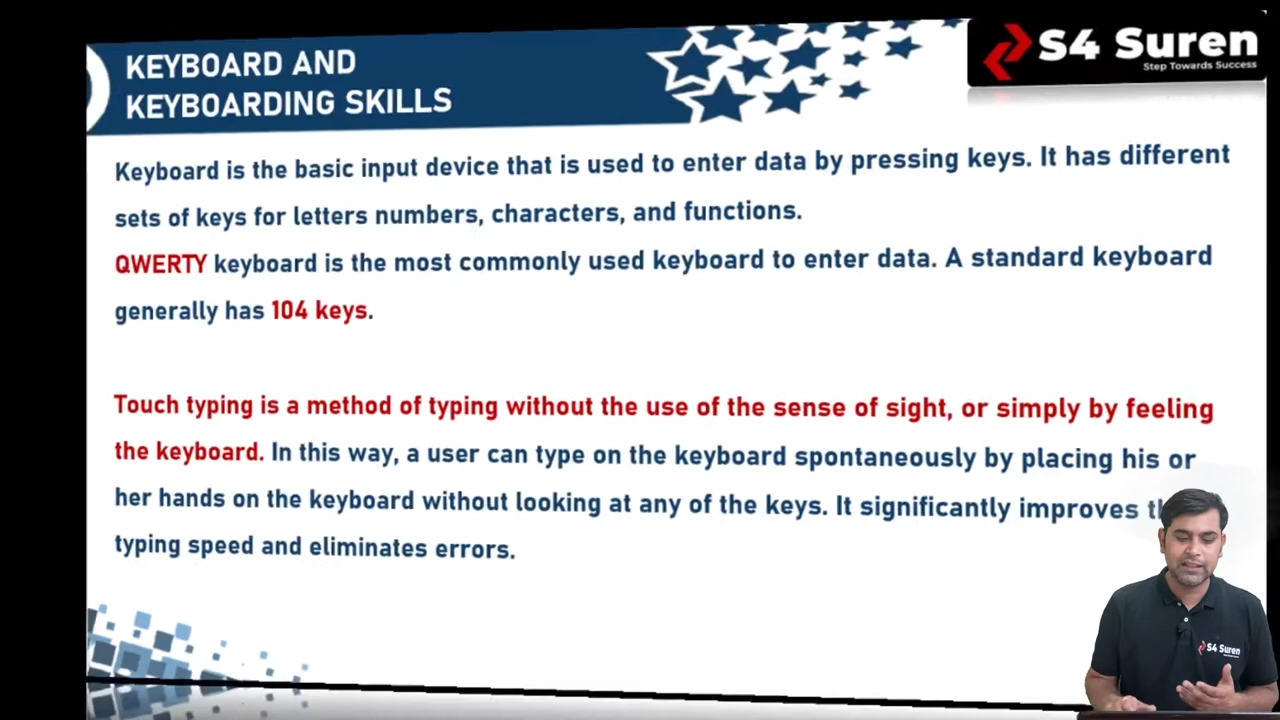 KEYBOARD AND
KEYBOARDING SKILLS
S4 Suren
Step Towards Success
Keyboard is the basic input device that is used to enter data by pressing keys. It has different
sets of keys for letters numbers, characters, and functions.
QWERTY keyboard is the most commonly used keyboard to enter data. A standard keyboard
generally has 104 keys.
Touch typing is a method of typing without the use of the sense of sight, or simply by feeling
the keyboard. In this way, a user can type on the keyboard spontaneously by placing his or
her hands on the keyboard without looking at any of the keys. It significantly improves
typing speed and eliminates errors.
S4 Suren